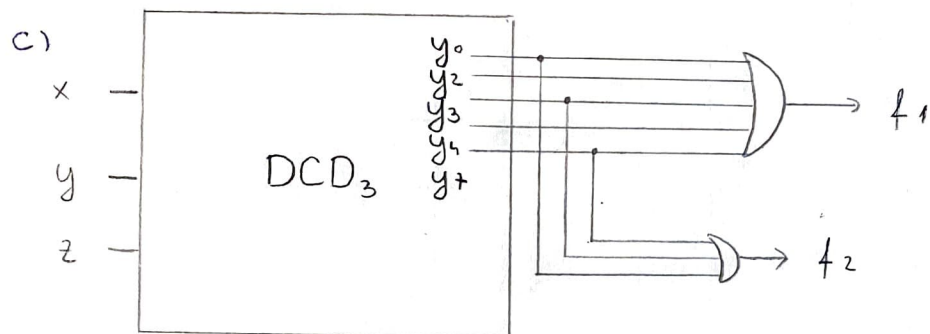 C)
x
y
z
DCD₃
y₀
y₂
y₃
y₄
y₇
f₁
f₂